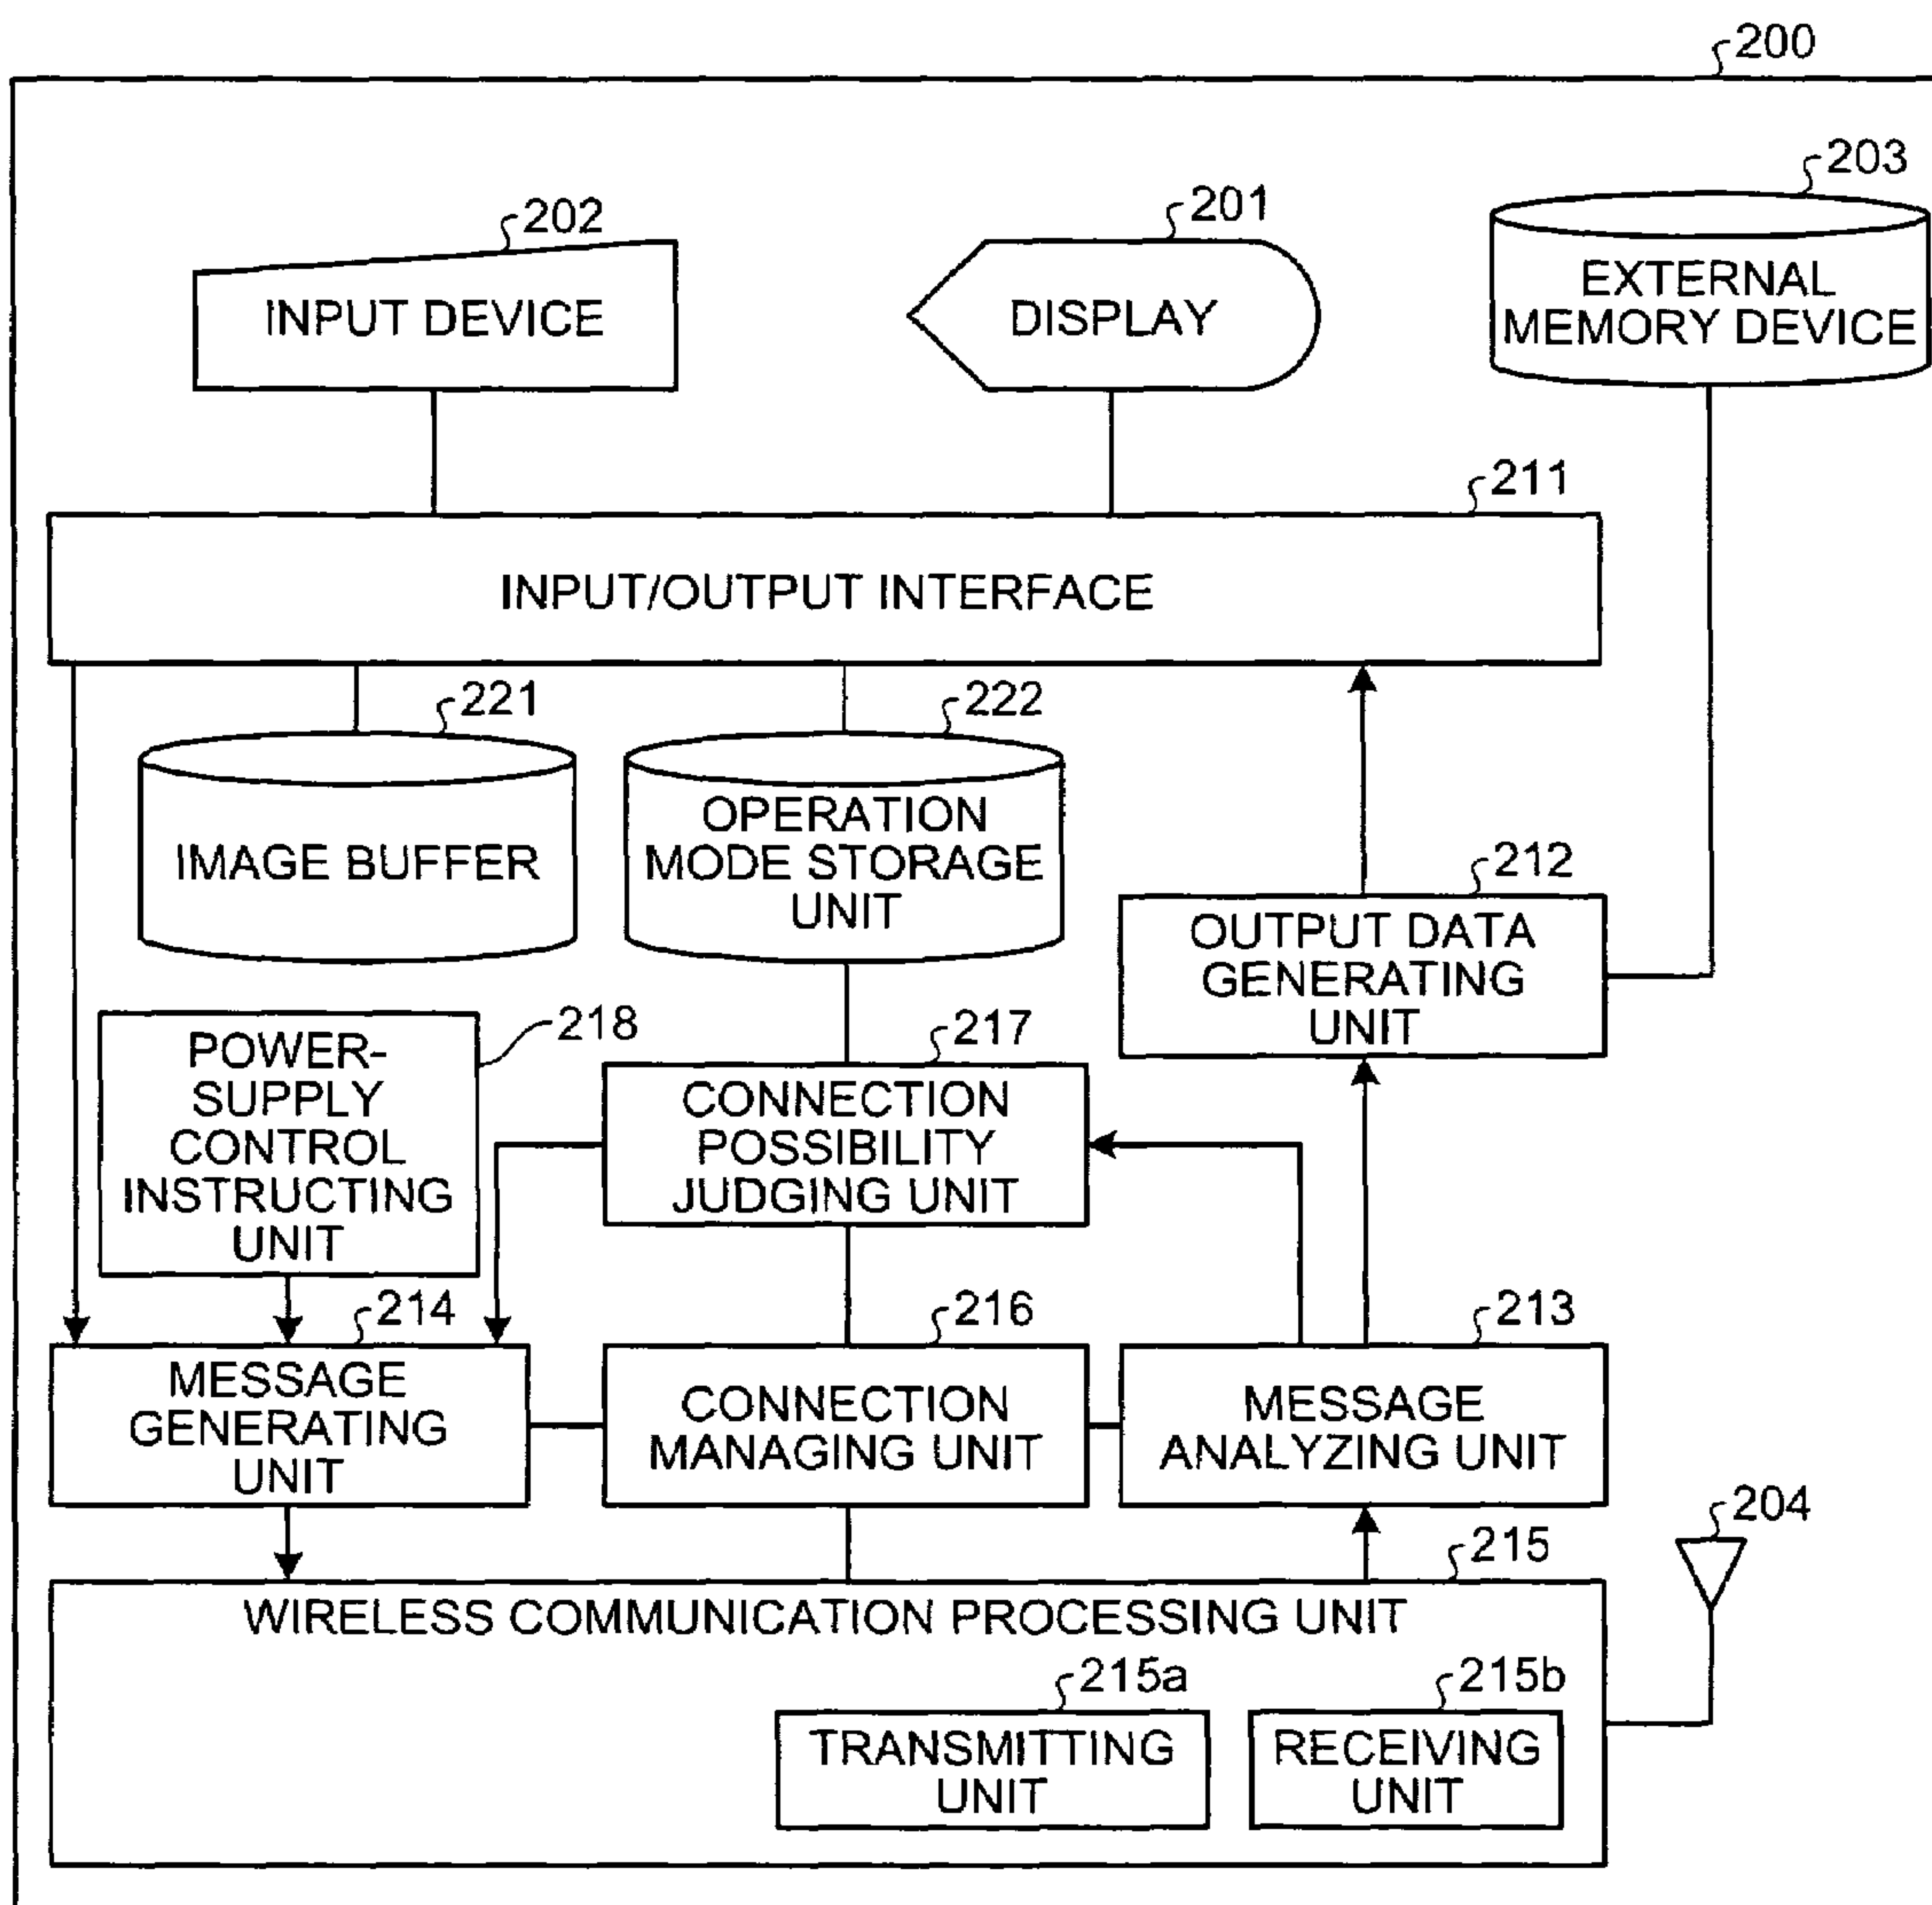 200
203
202
201
INPUT DEVICE
DISPLAY
EXTERNAL
MEMORY DEVICE
211
INPUT/OUTPUT INTERFACE
221
222
IMAGE BUFFER
OPERATION
MODE STORAGE
UNIT
212
OUTPUT DATA
GENERATING
UNIT
218
POWER-
SUPPLY
CONTROL
INSTRUCTING
UNIT
217
CONNECTION
POSSIBILITY
JUDGING UNIT
214
MESSAGE
GENERATING
UNIT
216
CONNECTION
MANAGING UNIT
213
MESSAGE
ANALYZING UNIT
204
215
WIRELESS COMMUNICATION PROCESSING UNIT
215a
TRANSMITTING
UNIT
215b
RECEIVING
UNIT